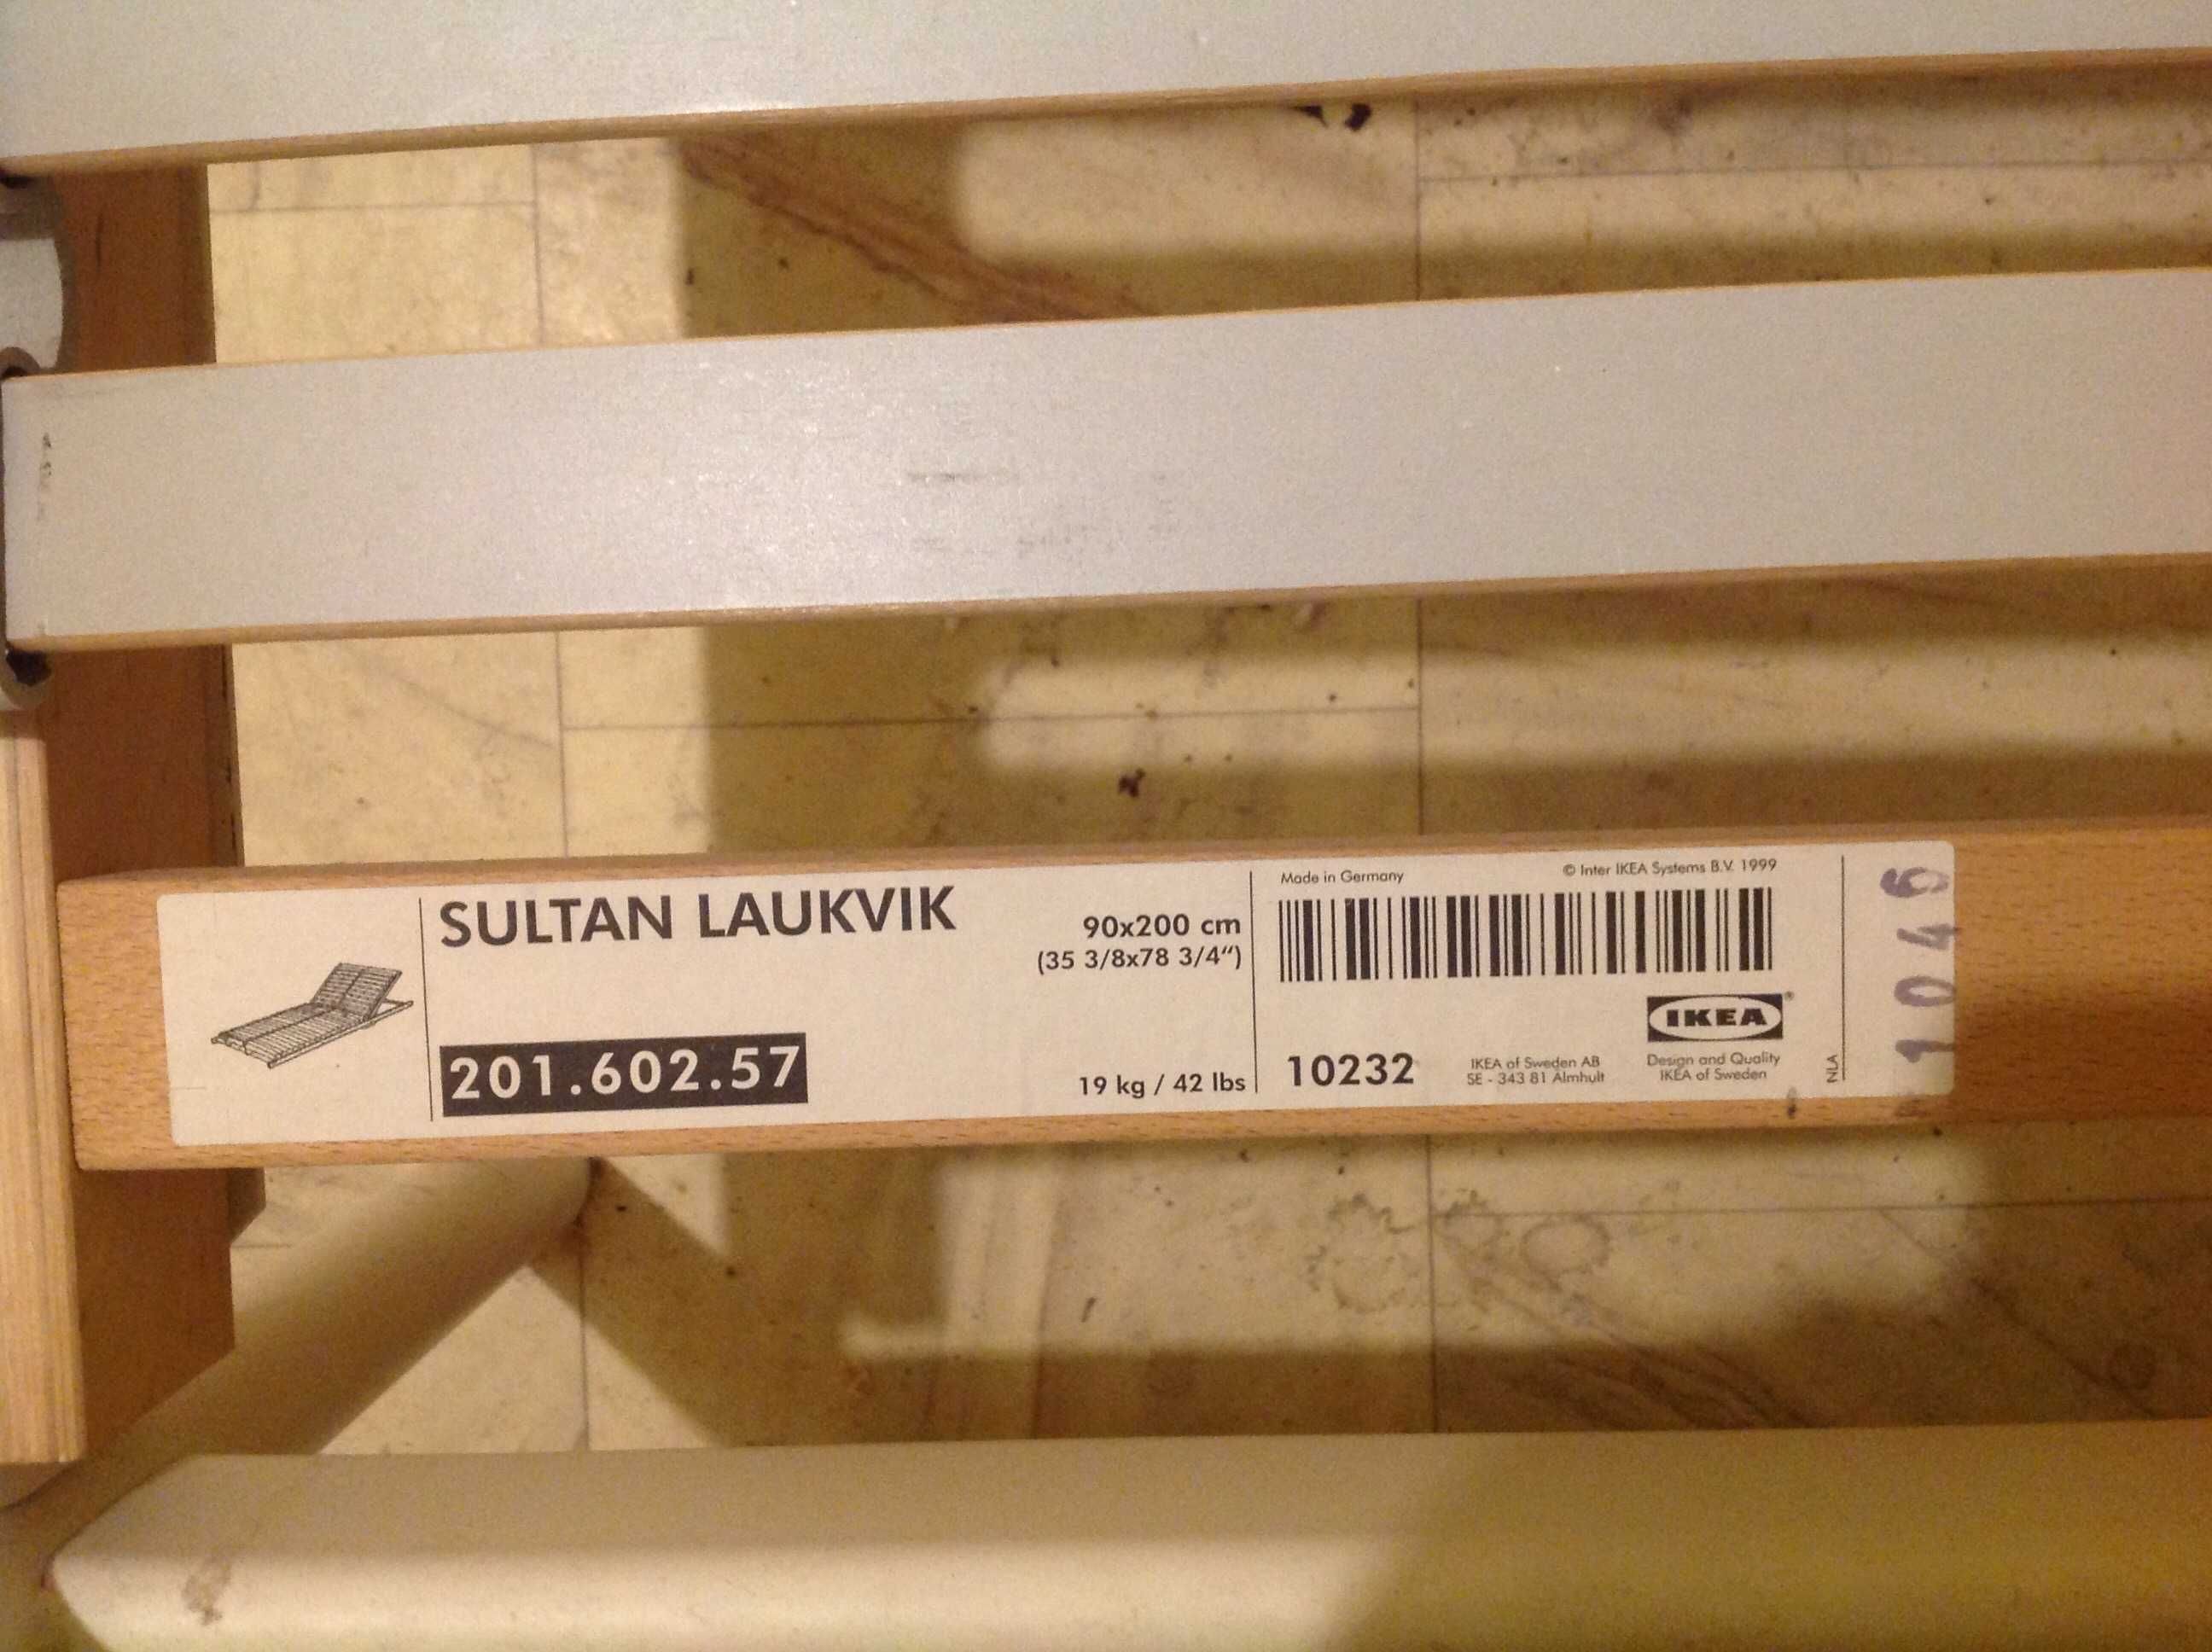 SULTAN LAUKVIK
90x200 cm
(35 3/8x78 3/4“)
201.602.57
19 kg / 42 lbs
Made in Germany
© Inter IKEA Systems B.V. 1999
IKEA®
10232
IKEA of Sweden AB
SE - 343 81 Älmhult
Design and Quality
IKEA of Sweden
NLA
1046